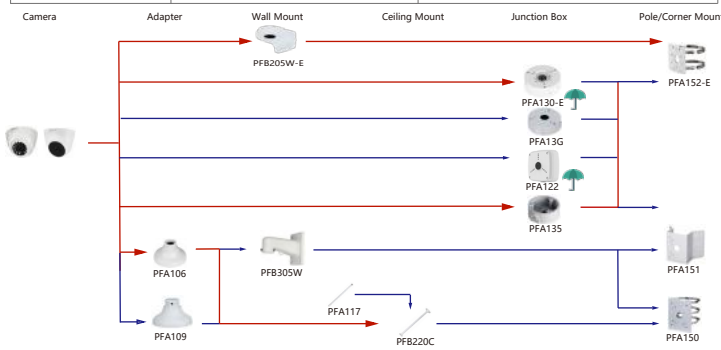 Camera Adapter Wall Mount Ceiling Mount Junction Box Pole/Corner Mount
PFB205W-E
PFA152-E
PFA130-E
PFA13G
PFA122
PFA135
PFA106
PFB305W
PFA151
PFA117
PFA109
PFB220C
PFA150